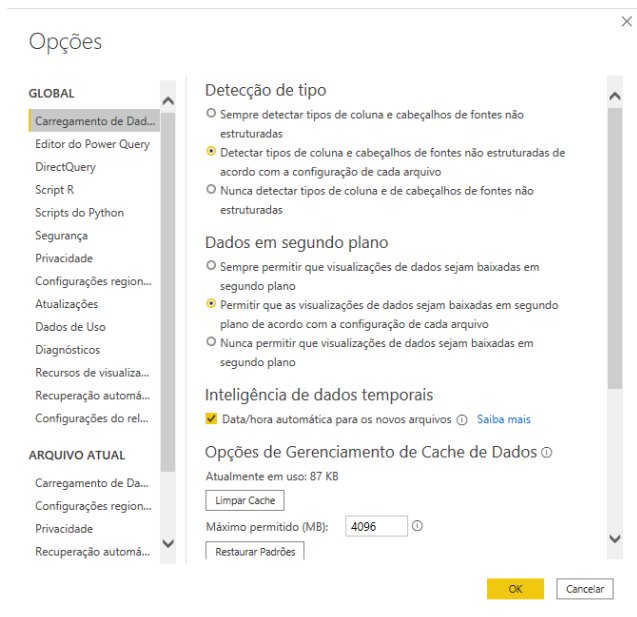 Opções
GLOBAL
Carregamento de Dad...
Editor do Power Query
DirectQuery
Script R
Scripts do Python
Segurança
Privacidade
Configurações region...
Atualizações
Dados de Uso
Diagnósticos
Recursos de visualiza...
Recuperação automá...
Configurações do rel...
ARQUIVO ATUAL
Carregamento de Da...
Configurações region...
Privacidade
Recuperação automá...
Detecção de tipo
Sempre detectar tipos de coluna e cabeçalhos de fontes não
estruturadas
Detectar tipos de coluna e cabeçalhos de fontes não estruturadas de
acordo com a configuração de cada arquivo
Nunca detectar tipos de coluna e de cabeçalhos de fontes não
estruturadas
Dados em segundo plano
Sempre permitir que visualizações de dados sejam baixadas em
segundo plano
Permitir que as visualizações de dados sejam baixadas em segundo
plano de acordo com a configuração de cada arquivo
Nunca permitir que visualizações de dados sejam baixadas em
segundo plano
Inteligência de dados temporais
Data/hora automática para os novos arquivos Saiba mais
Opções de Gerenciamento de Cache de Dados
Atualmente em uso: 87 KB
Limpar Cache
Máximo permitido (MB): 4096
Restaurar Padrões
OK Cancelar